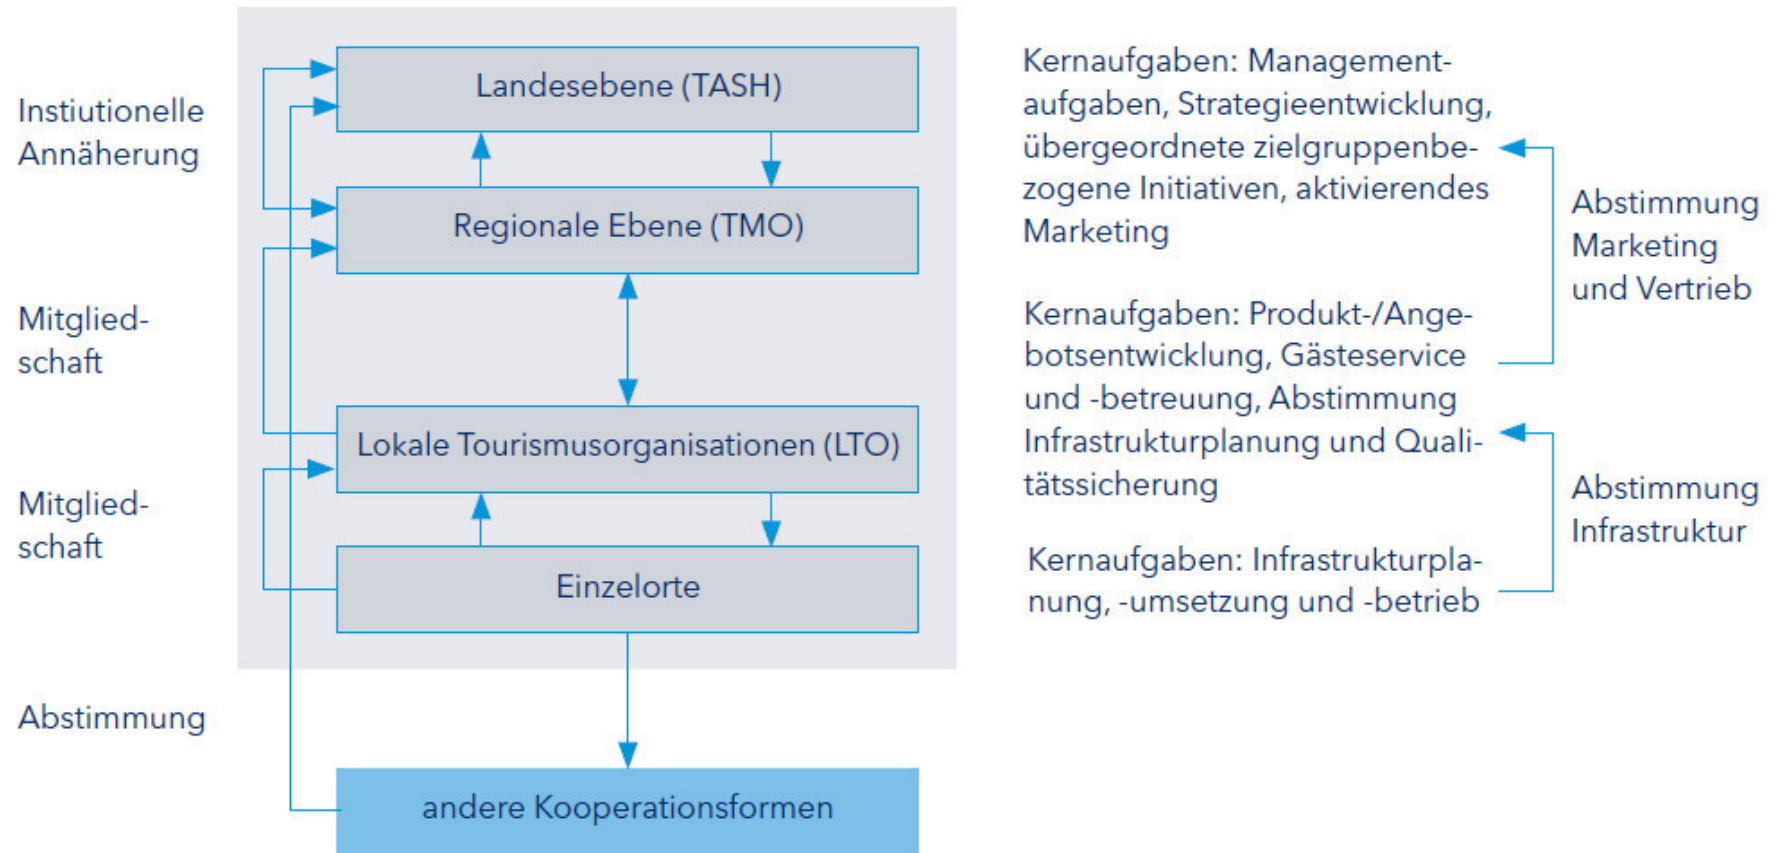 Instiutionelle
Annäherung
Mitglied-
schaft
Mitglied-
schaft
Abstimmung
Landesebene (TASH)
Regionale Ebene (TMO)
Lokale Tourismusorganisationen (LTO)
Einzelorte
andere Kooperationsformen
Kernaufgaben: Management-
aufgaben, Strategieentwicklung,
übergeordnete zielgruppenbe-
zogene Initiativen, aktivierendes
Marketing
Kernaufgaben: Produkt-/Ange-
botsentwicklung, Gästeservice
und -betreuung, Abstimmung
Infrastrukturplanung und Quali-
tätssicherung
Kernaufgaben: Infrastrukturpla-
nung, -umsetzung und -betrieb
Abstimmung
Marketing
und Vertrieb
Abstimmung
Infrastruktur